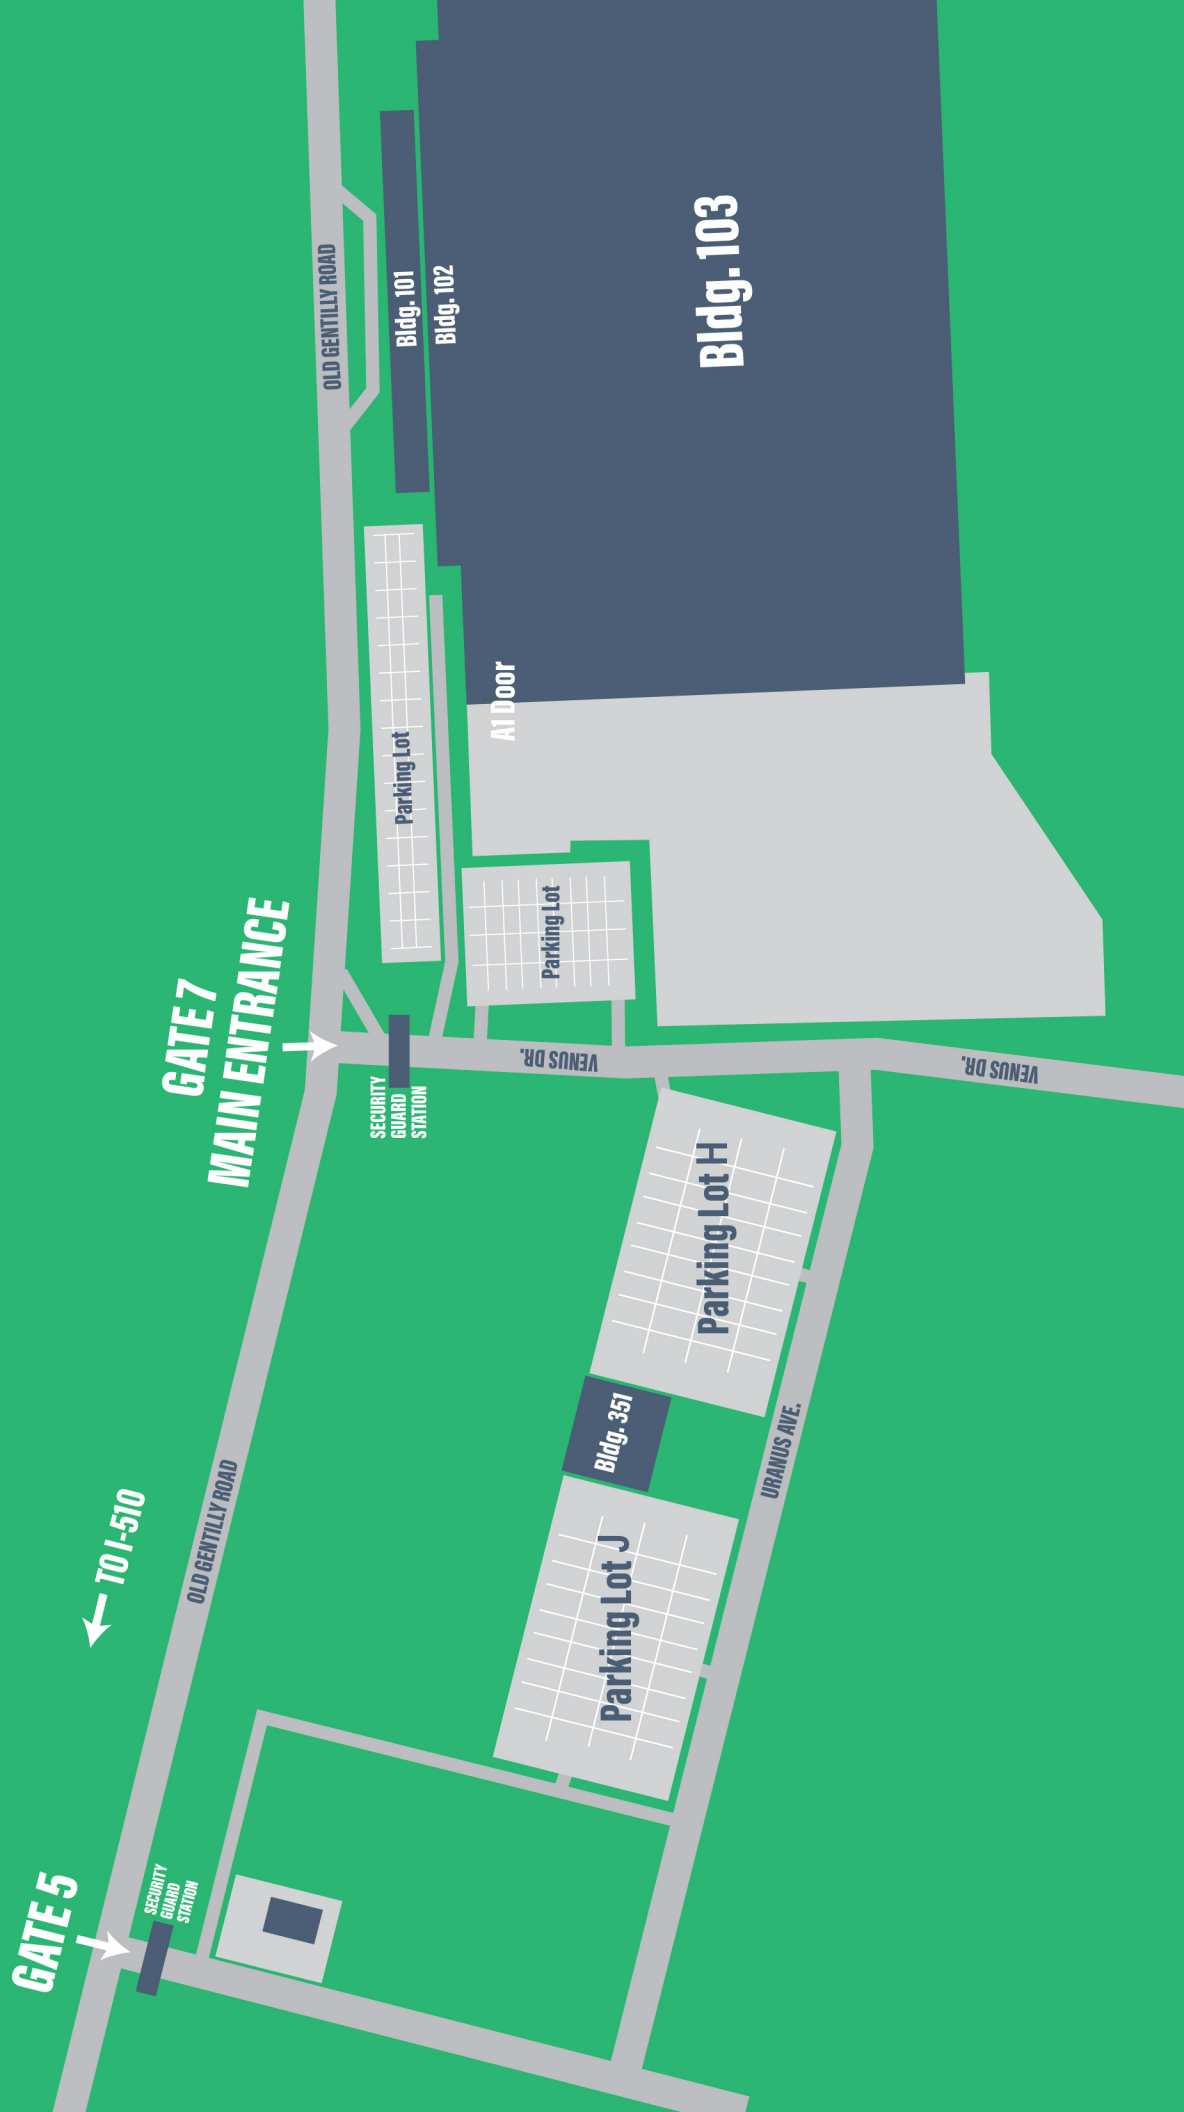 Bldg. 103
OLD GENTILLY ROAD
Bldg. 101
Bldg. 102
A1 Door
Parking Lot
Parking Lot
GATE 7
MAIN ENTRANCE
SECURITY
GUARD
STATION
VENUS DR.
VENUS DR.
Parking Lot H
Bldg. 351
URANUS AVE.
OLD GENTILLY ROAD
TO I-510
Parking Lot J
GATE 5
SECURITY
GUARD
STATION